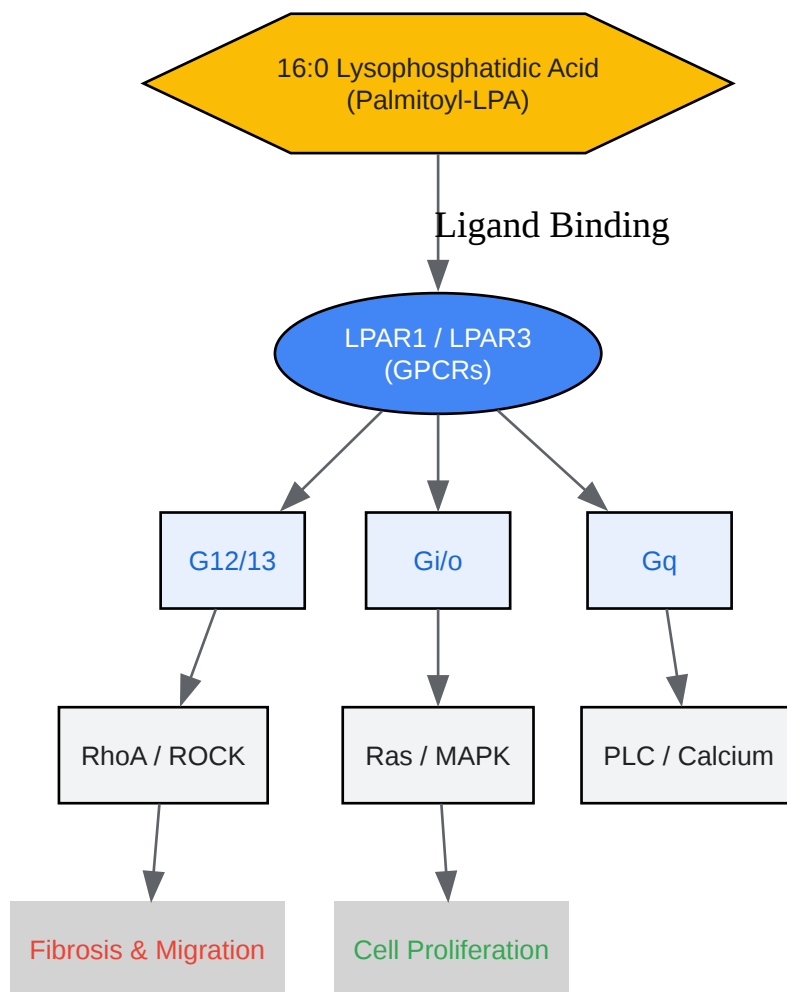 16:0 Lysophosphatidic Acid
(Palmitoyl-LPA)
Ligand Binding
LPAR1 / LPAR3
(GPCRs)
G12/13
Gi/o
Gq
RhoA / ROCK
Ras / MAPK
PLC / Calcium
Fibrosis & Migration
Cell Proliferation